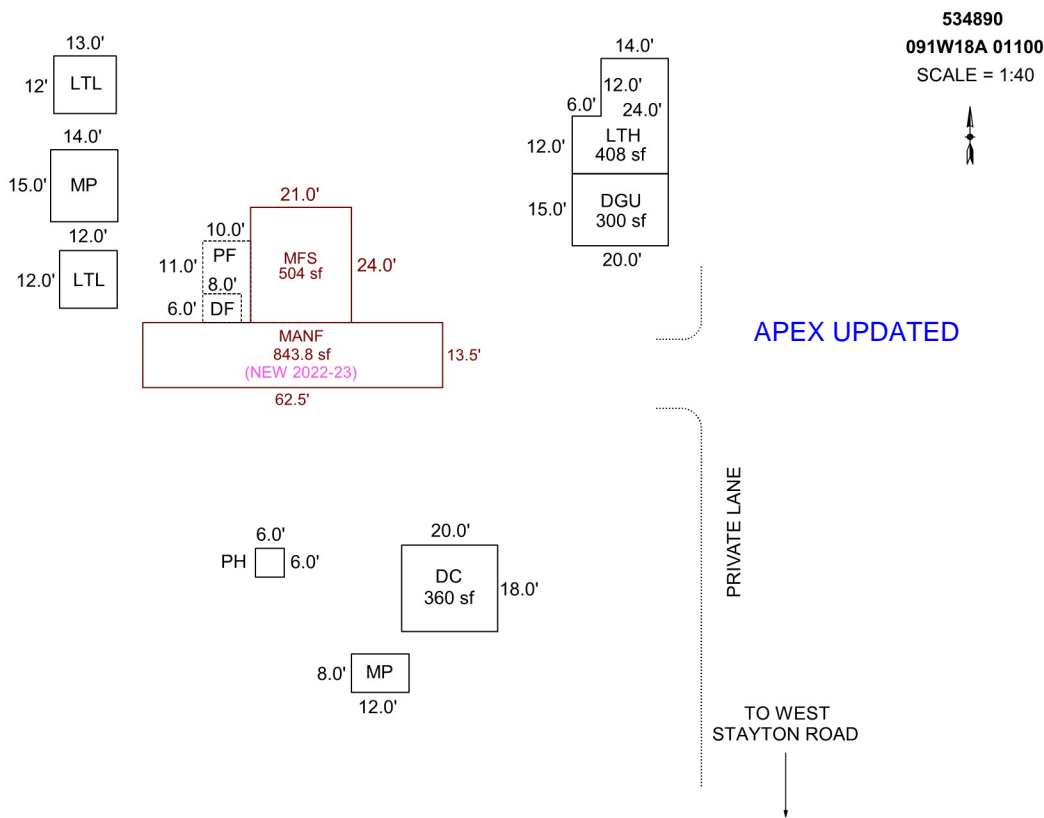 534890
091W18A 01100
SCALE = 1:40
13.0'
12'
LTL
14.0'
15.0'
MP
12.0'
12.0'
LTL
14.0'
12.0'
6.0'
24.0'
12.0'
LTH
408 sf
15.0'
DGU
300 sf
20.0'
21.0'
10.0'
11.0'
PF
MFS
504 sf
24.0'
8.0'
6.0'
DF
MANF
843.8 sf
(NEW 2022-23)
13.5'
62.5'
APEX UPDATED
PRIVATE LANE
6.0'
PH
6.0'
20.0'
DC
360 sf
18.0'
8.0'
MP
12.0'
TO WEST
STAYTON ROAD